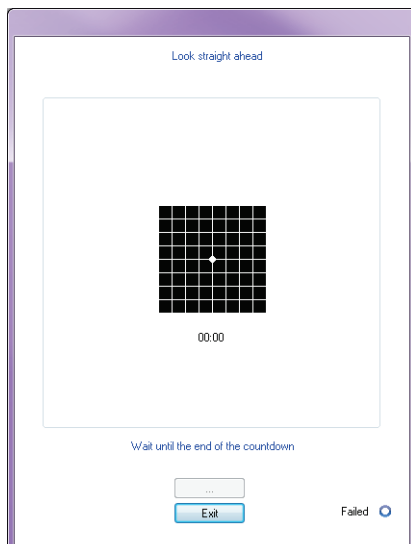 Look straight ahead
00:00
Wait until the end of the countdown
...
Exit
Failed